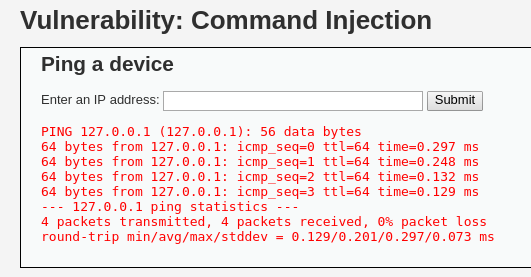 Vulnerability: Command Injection
Ping a device
Enter an IP address: Submit
PING 127.0.0.1 (127.0.0.1): 56 data bytes
64 bytes from 127.0.0.1: icmp_seq=0 ttl=64 time=0.297 ms
64 bytes from 127.0.0.1: icmp_seq=1 ttl=64 time=0.248 ms
64 bytes from 127.0.0.1: icmp_seq=2 ttl=64 time=0.132 ms
64 bytes from 127.0.0.1: icmp_seq=3 ttl=64 time=0.129 ms
--- 127.0.0.1 ping statistics ---
4 packets transmitted, 4 packets received, 0% packet loss
round-trip min/avg/max/stddev = 0.129/0.201/0.297/0.073 ms